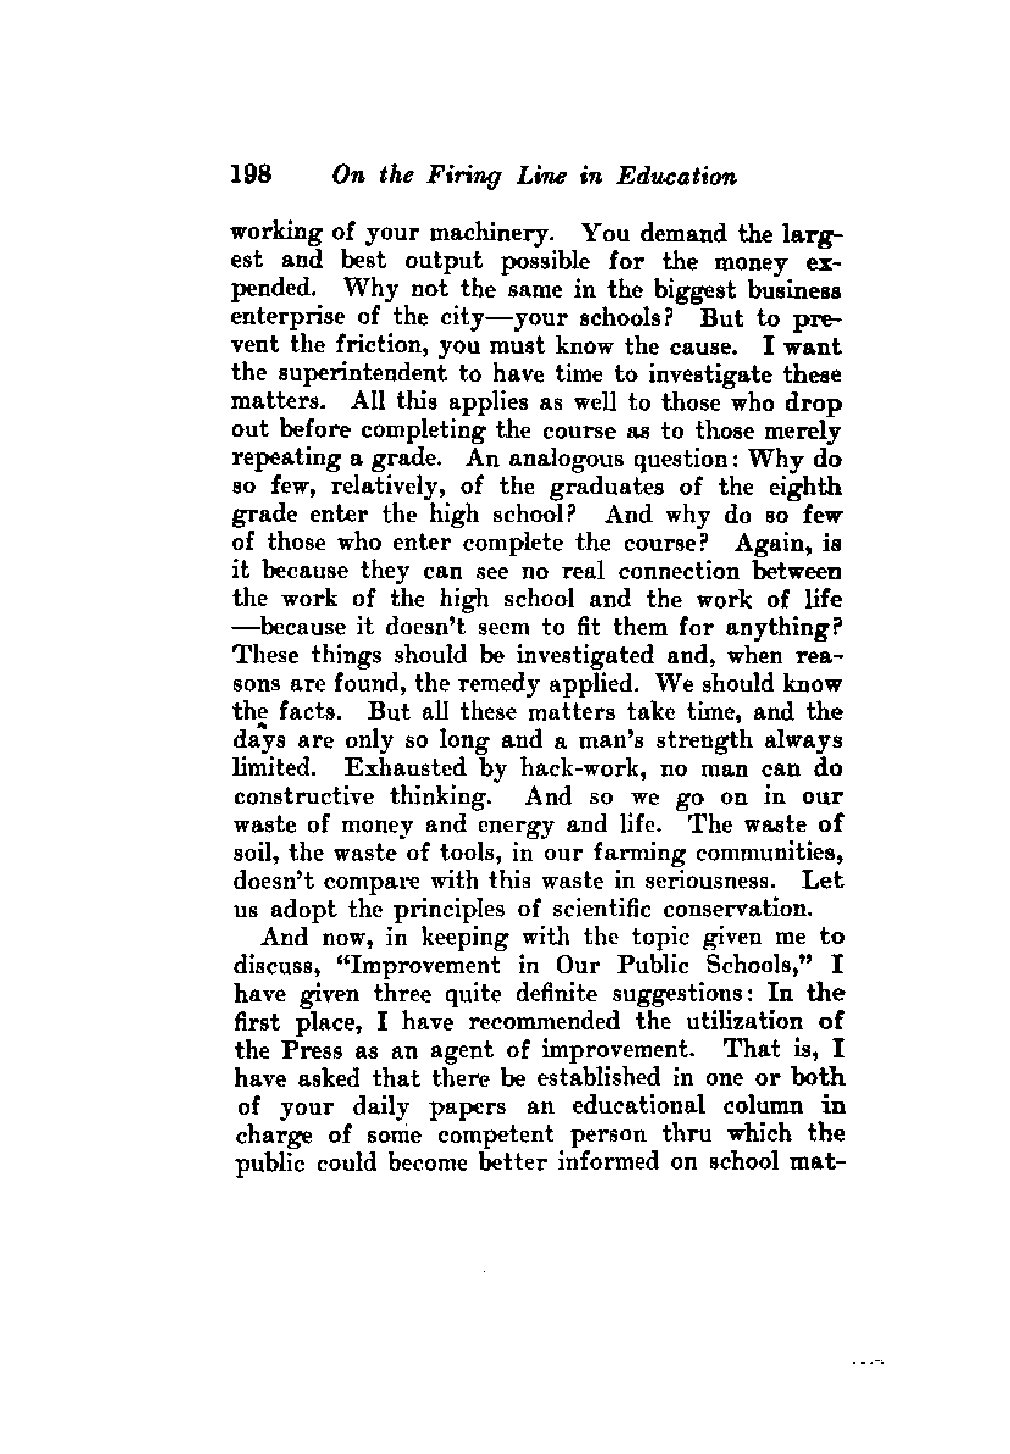 198 On the Firing Line in Education
working of your machinery. You demand the larg-
est and best output possible for the money ex-
pended. Why not the same in the biggest business
enterprise of the city—your schools? But to pre-
vent the friction, you must know the cause. I want
the superintendent to have time to investigate these
matters. All this applies as well to those who drop
out before completing the course as to those merely
repeating a grade. An analogous question: Why do
so few, relatively, of the graduates of the eighth
grade enter the high school? And why do so few
of those who enter complete the course? Again, is
it because they can see no real connection between
the work of the high school and the work of life
—because it doesn't seem to fit them for anything?
These things should be investigated and, when rea-
sons are found, the remedy applied. We should know
the facts. But all these matters take time, and the
days are only so long and a man's strength always
limited. Exhausted by hack-work, no man can do
constructive thinking. And so we go on in our
waste of money and energy and life. The waste of
soil, the waste of tools, in our farming communities,
doesn't compare with this waste in seriousness. Let
us adopt the principles of scientific conservation.
And now, in keeping with the topic given me to
discuss, "Improvement in Our Public Schools," I
have given three quite definite suggestions: In the
first place, I have recommended the utilization of
the Press as an agent of improvement. That is, I
have asked that there be established in one or both
of your daily papers an educational column in
charge of some competent person thru which the
public could become better informed on school mat-